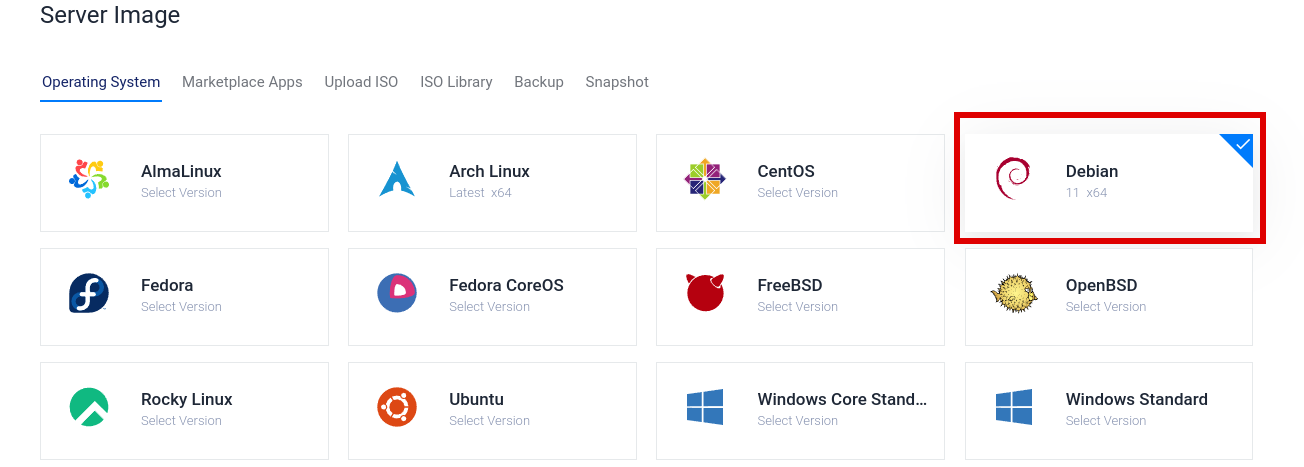 Server Image
Operating System Marketplace Apps Upload ISO ISO Library Backup Snapshot
AlmaLinux
Select Version
Arch Linux
Latest x64
CentOS
Select Version
Debian
11 x64
Fedora
Select Version
Fedora CoreOS
Select Version
FreeBSD
Select Version
OpenBSD
Select Version
Rocky Linux
Select Version
Ubuntu
Select Version
Windows Core Stand...
Select Version
Windows Standard
Select Version